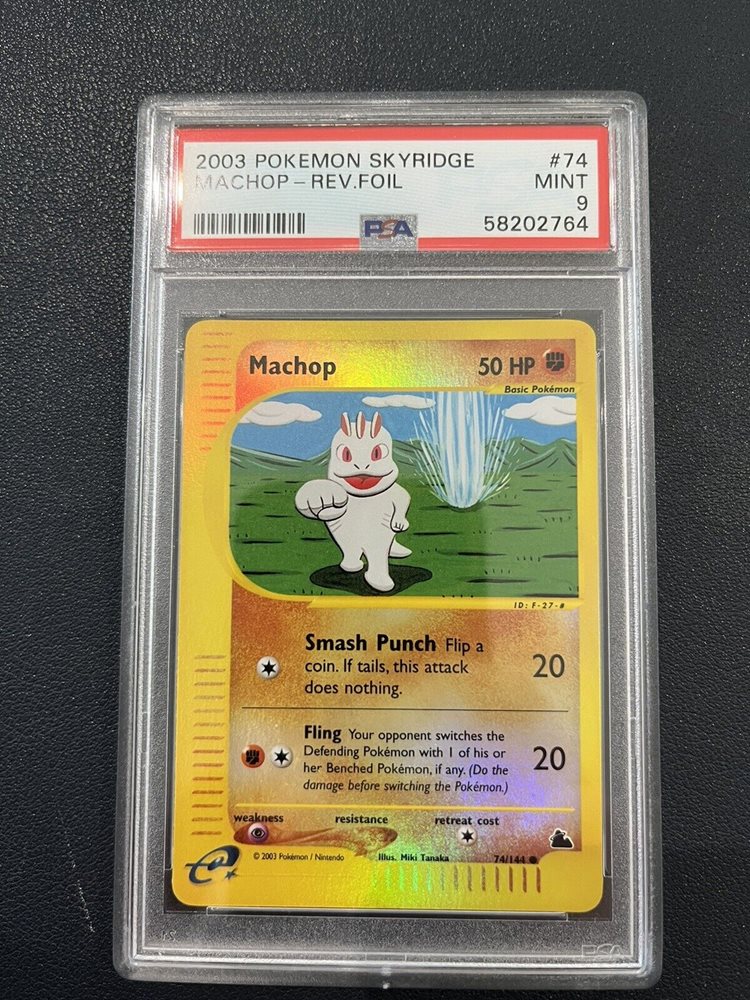 2003 POKEMON SKYRIDGE #74
MACHOP - REV.FOIL MINT
9
PSA 58202764
Machop 50 HP
Basic Pokémon
ID: F-27-#
Smash Punch Flip a
coin. If tails, this attack
does nothing.
20
Fling Your opponent switches the
Defending Pokémon with 1 of his or
her Benched Pokémon, if any. (Do the
damage before switching the Pokémon.)
20
weakness resistance retreat cost
© 2003 Pokémon / Nintendo Illus. Miki Tanaka 74/144
e
PSA